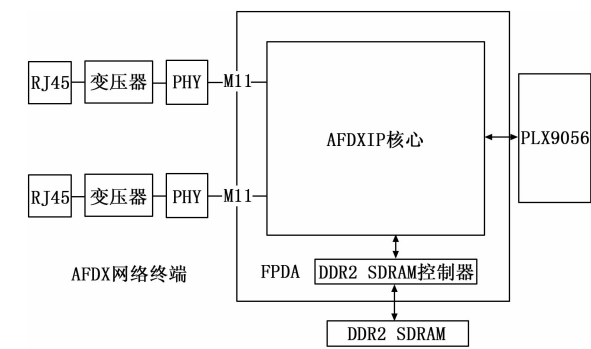 RJ45 变压器 PHY M11
AFDXIP核心
PLX9056
RJ45 变压器 PHY M11
AFDX网络终端
FPDA
DDR2 SDRAM控制器
DDR2 SDRAM